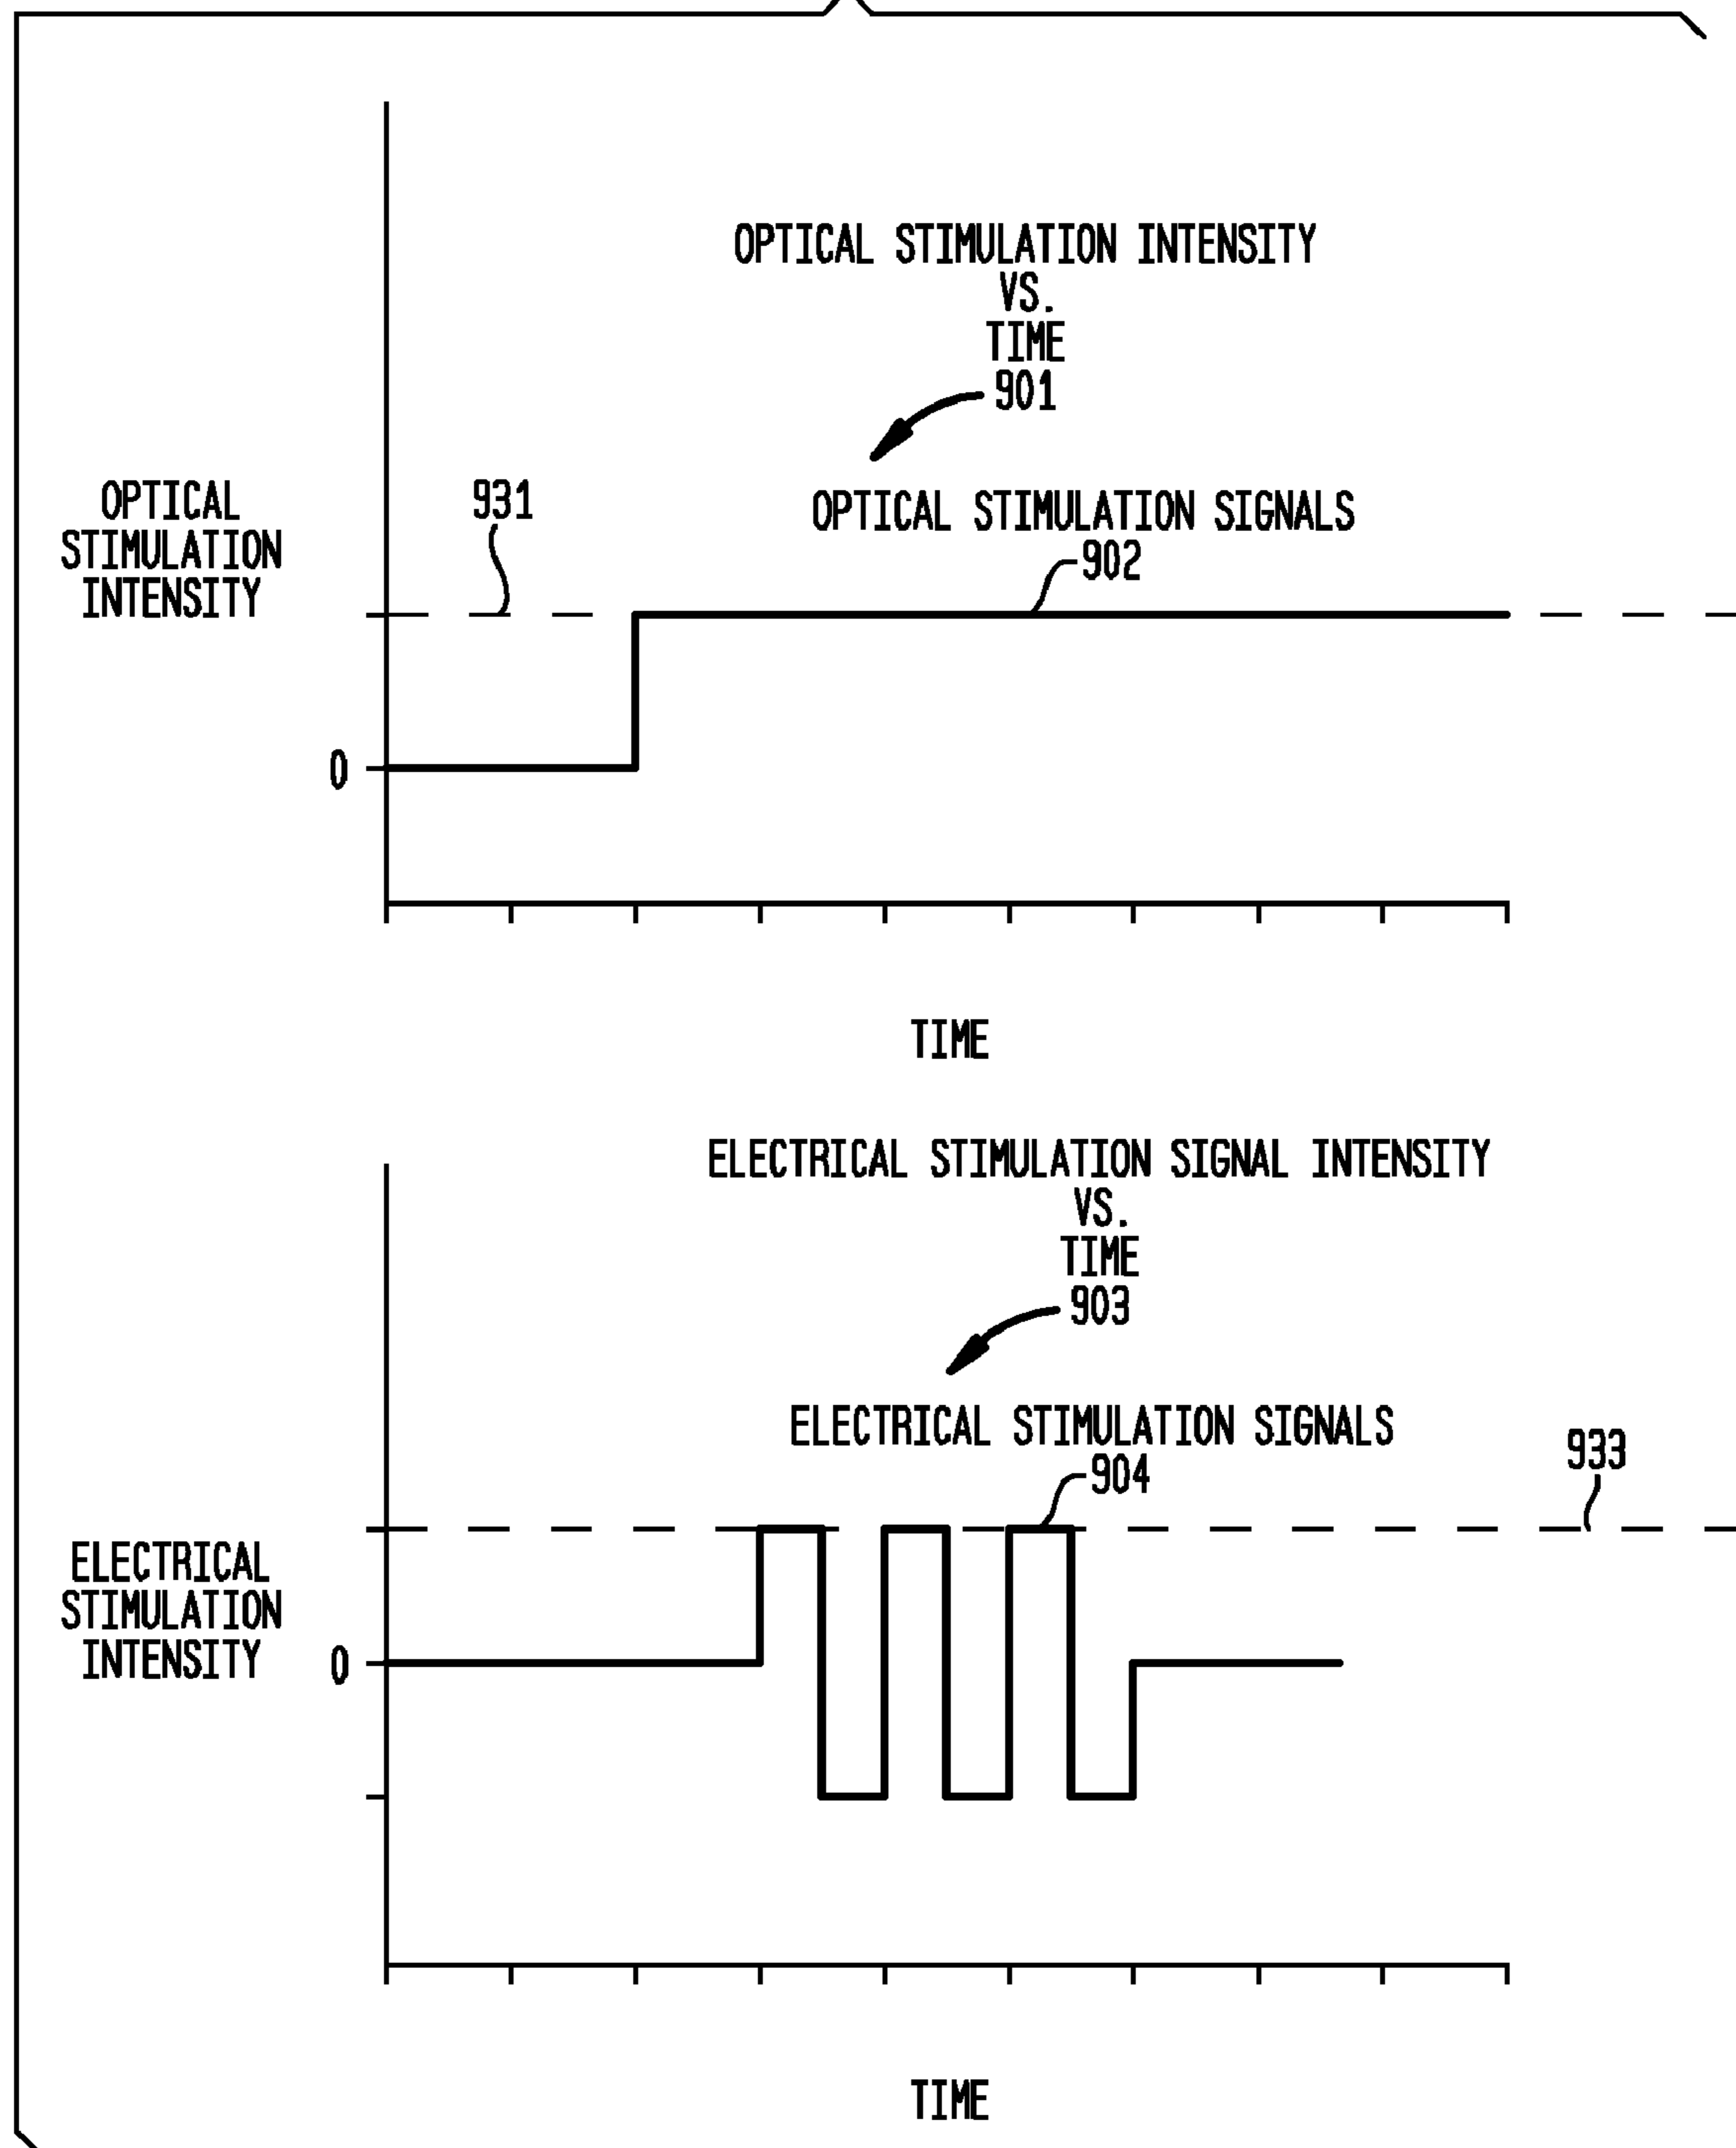 OPTICAL STIMULATION INTENSITY
VS.
TIME
901
OPTICAL
STIMULATION
INTENSITY
931
OPTICAL STIMULATION SIGNALS
902
0
TIME
ELECTRICAL STIMULATION SIGNAL INTENSITY
VS.
TIME
903
ELECTRICAL STIMULATION SIGNALS
904
933
ELECTRICAL
STIMULATION
INTENSITY
0
TIME